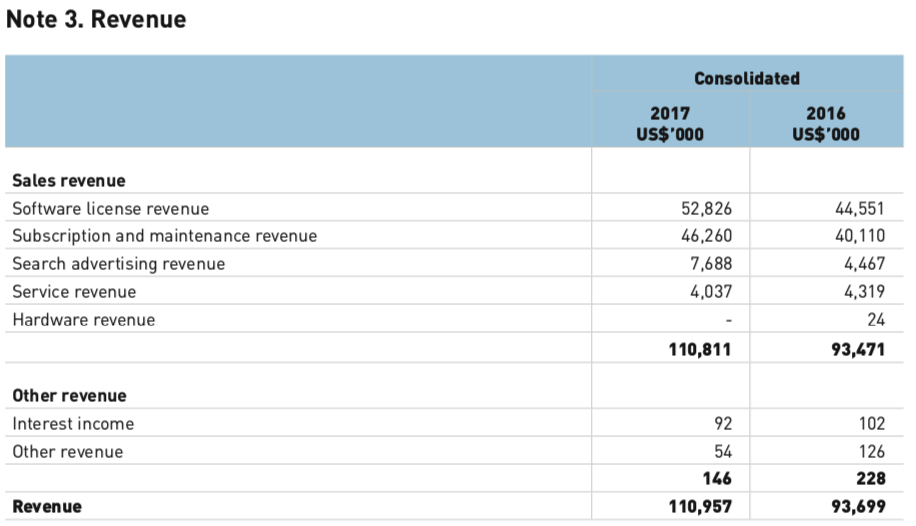 Note 3. Revenue
Consolidated
2017 2016
US$'000 US$'000
Sales revenue
Software license revenue 52,826 44,551
Subscription and maintenance revenue 46,260 40,110
Search advertising revenue 7,688 4,467
Service revenue 4,037 4,319
Hardware revenue - 24
110,811 93,471
Other revenue
Interest income 92 102
Other revenue 54 126
146 228
Revenue 110,957 93,699